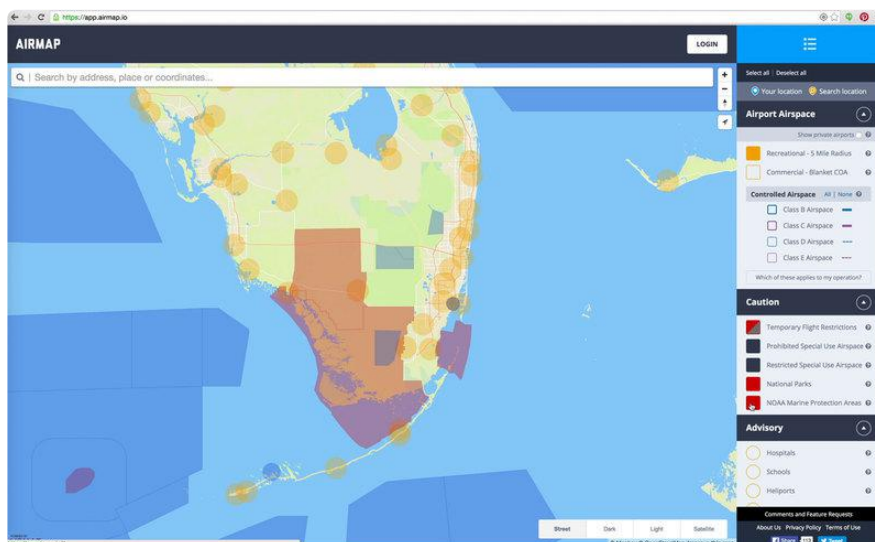 https://app.airmap.io
AIRMAP
LOGIN
Search by address, place or coordinates...
Select all | Deselect all
Your location
Search location
Airport Airspace
Show private airports
Recreational - 5 Mile Radius
Commercial - Blanket COA
Controlled Airspace All | None
Class B Airspace
Class C Airspace
Class D Airspace
Class E Airspace
Which of these applies to my operation?
Caution
Temporary Flight Restrictions
Prohibited Special Use Airspace
Restricted Special Use Airspace
National Parks
NOAA Marine Protection Areas
Advisory
Hospitals
Schools
Heliports
Street
Dark
Light
Satellite
Comments and Feature Requests
About Us Privacy Policy Terms of Use
Share
Tweet